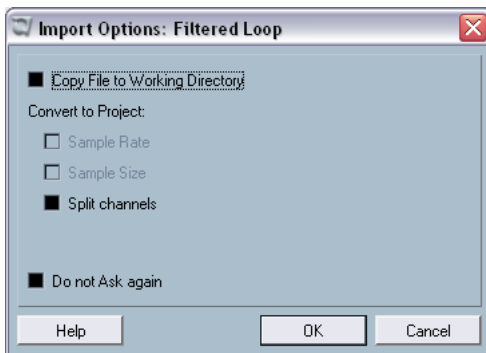 Import Options: Filtered Loop
Copy File to Working Directory
Convert to Project:
Sample Rate
Sample Size
Split channels
Do not Ask again
Help OK Cancel